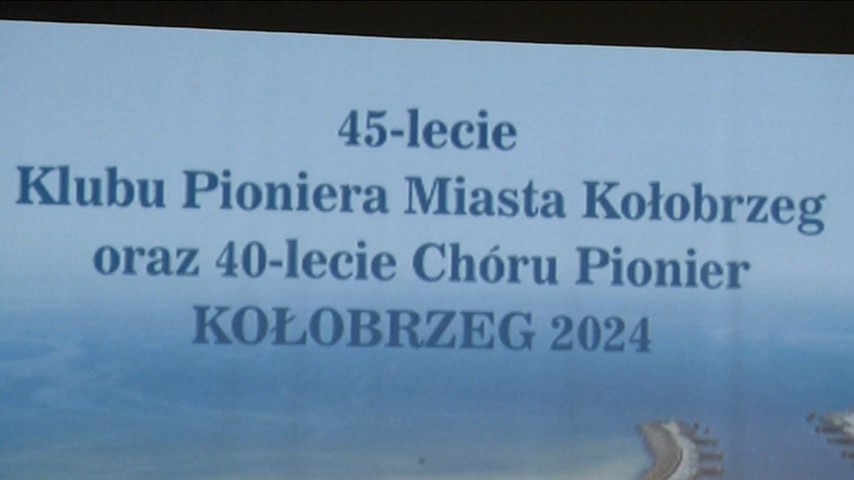 45-lecie
Klubu Pioniera Miasta Kołobrzeg
oraz 40-lecie Chóru Pionier
KOŁOBRZEG 2024